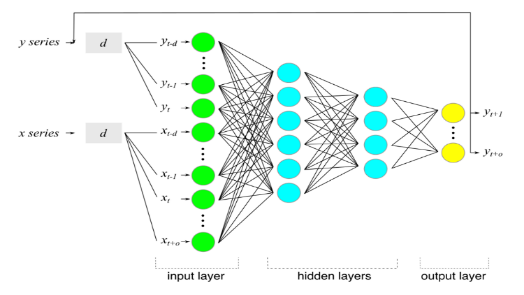 y series
d
y_{t-d}
y_{t-1}
y_t
x series
d
x_{t-d}
x_{t-1}
x_t
x_{t+o}
y_{t+1}
y_{t+o}
input layer
hidden layers
output layer